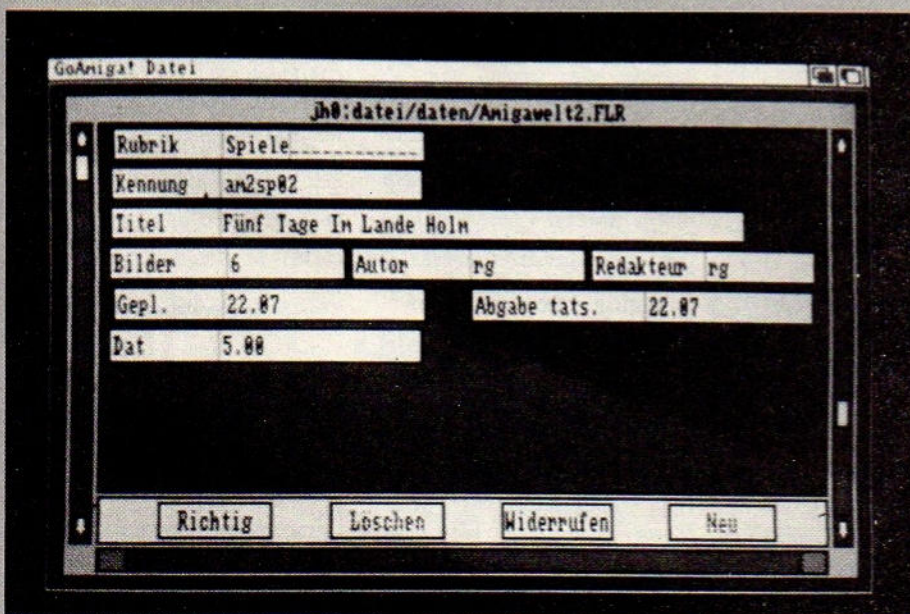 GoAmiga! Datei
jh0:datei/daten/Amigawelt2.FLR
Rubrik Spiele
Kennung am2sp02
Titel Fünf Tage Im Lande Holm
Bilder 6 Autor rg Redakteur rg
Gepl. 22.07 Abgabe tats. 22.07
Dat 5.00
Richtig Löschen Widerrufen Neu